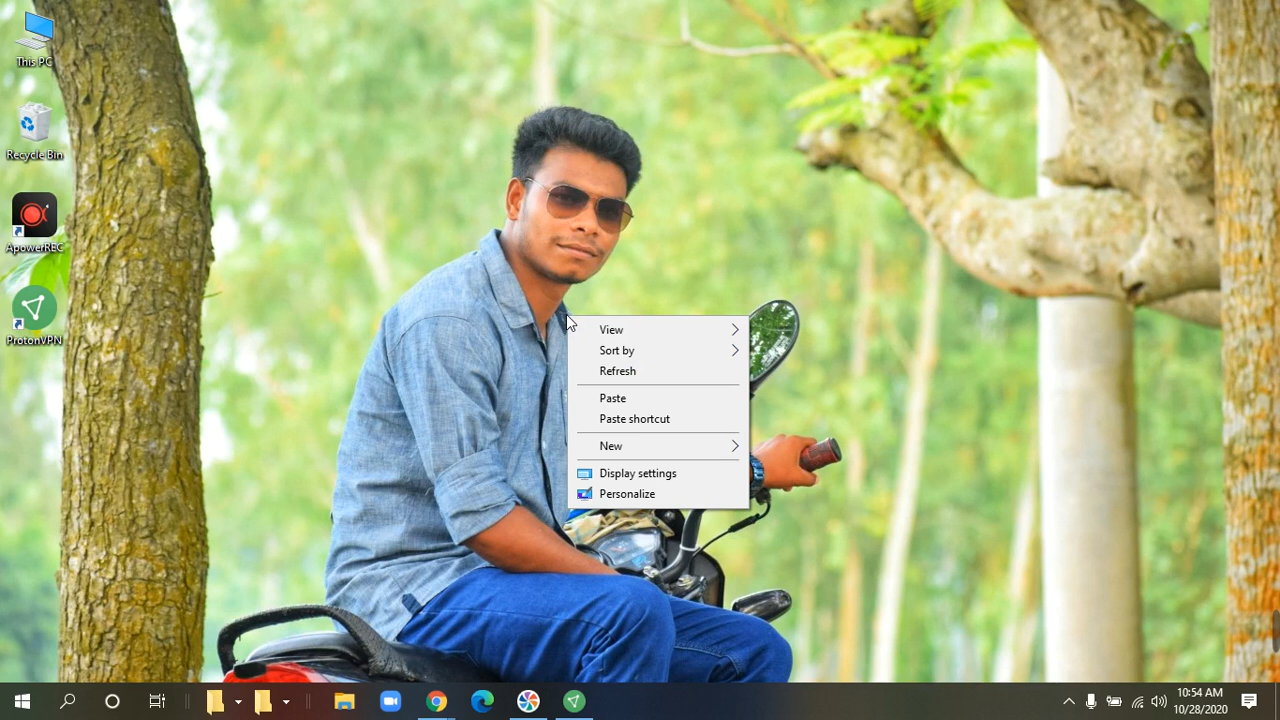 This PC
Recycle Bin
ApowerREC
ProtonVPN
View
Sort by
Refresh
Paste
Paste shortcut
New
Display settings
Personalize
10:54 AM
10/28/2020